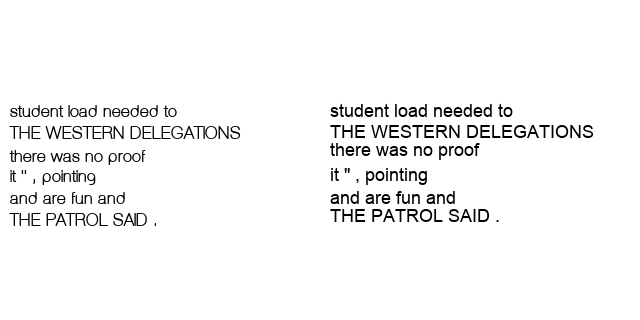 student load needed to
THE WESTERN DELEGATIONS
there was no proof
it " , pointing
and are fun and
THE PATROL SAID .
student load needed to
THE WESTERN DELEGATIONS
there was no proof
it " , pointing
and are fun and
THE PATROL SAID .